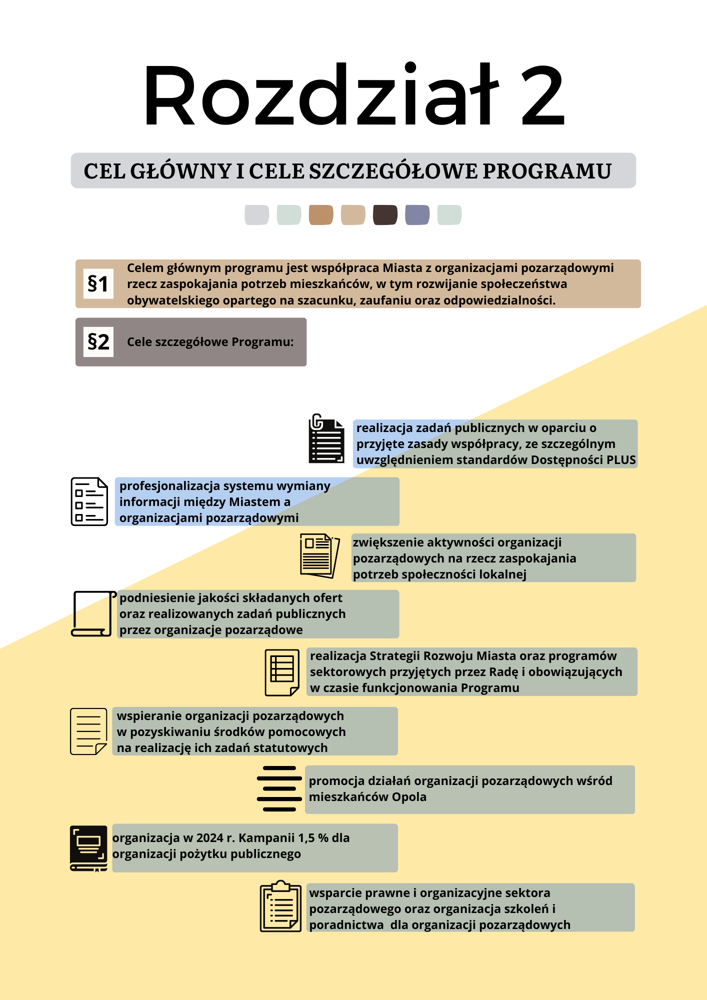 Rozdział 2
CEL GŁÓWNY I CELE SZCZEGÓŁOWE PROGRAMU
§1
Celem głównym programu jest współpraca Miasta z organizacjami pozarządowymi
rzecz zaspokajania potrzeb mieszkańców, w tym rozwijanie społeczeństwa
obywatelskiego opartego na szacunku, zaufaniu oraz odpowiedzialności.
§2
Cele szczegółowe Programu:
realizacja zadań publicznych w oparciu o
przyjęte zasady współpracy, ze szczególnym
uwzględnieniem standardów Dostępności PLUS
profesjonalizacja systemu wymiany
informacji między Miastem a
organizacjami pozarządowymi
zwiększenie aktywności organizacji
pozarządowych na rzecz zaspokajania
potrzeb społeczności lokalnej
podniesienie jakości składanych ofert
oraz realizowanych zadań publicznych
przez organizacje pozarządowe
realizacja Strategii Rozwoju Miasta oraz programów
sektorowych przyjętych przez Radę i obowiązujących
w czasie funkcjonowania Programu
wspieranie organizacji pozarządowych
w pozyskiwaniu środków pomocowych
na realizację ich zadań statutowych
promocja działań organizacji pozarządowych wśród
mieszkańców Opola
organizacja w 2024 r. Kampanii 1,5 % dla
organizacji pożytku publicznego
wsparcie prawne i organizacyjne sektora
pozarządowego oraz organizacja szkoleń i
poradnictwa  dla organizacji pozarządowych